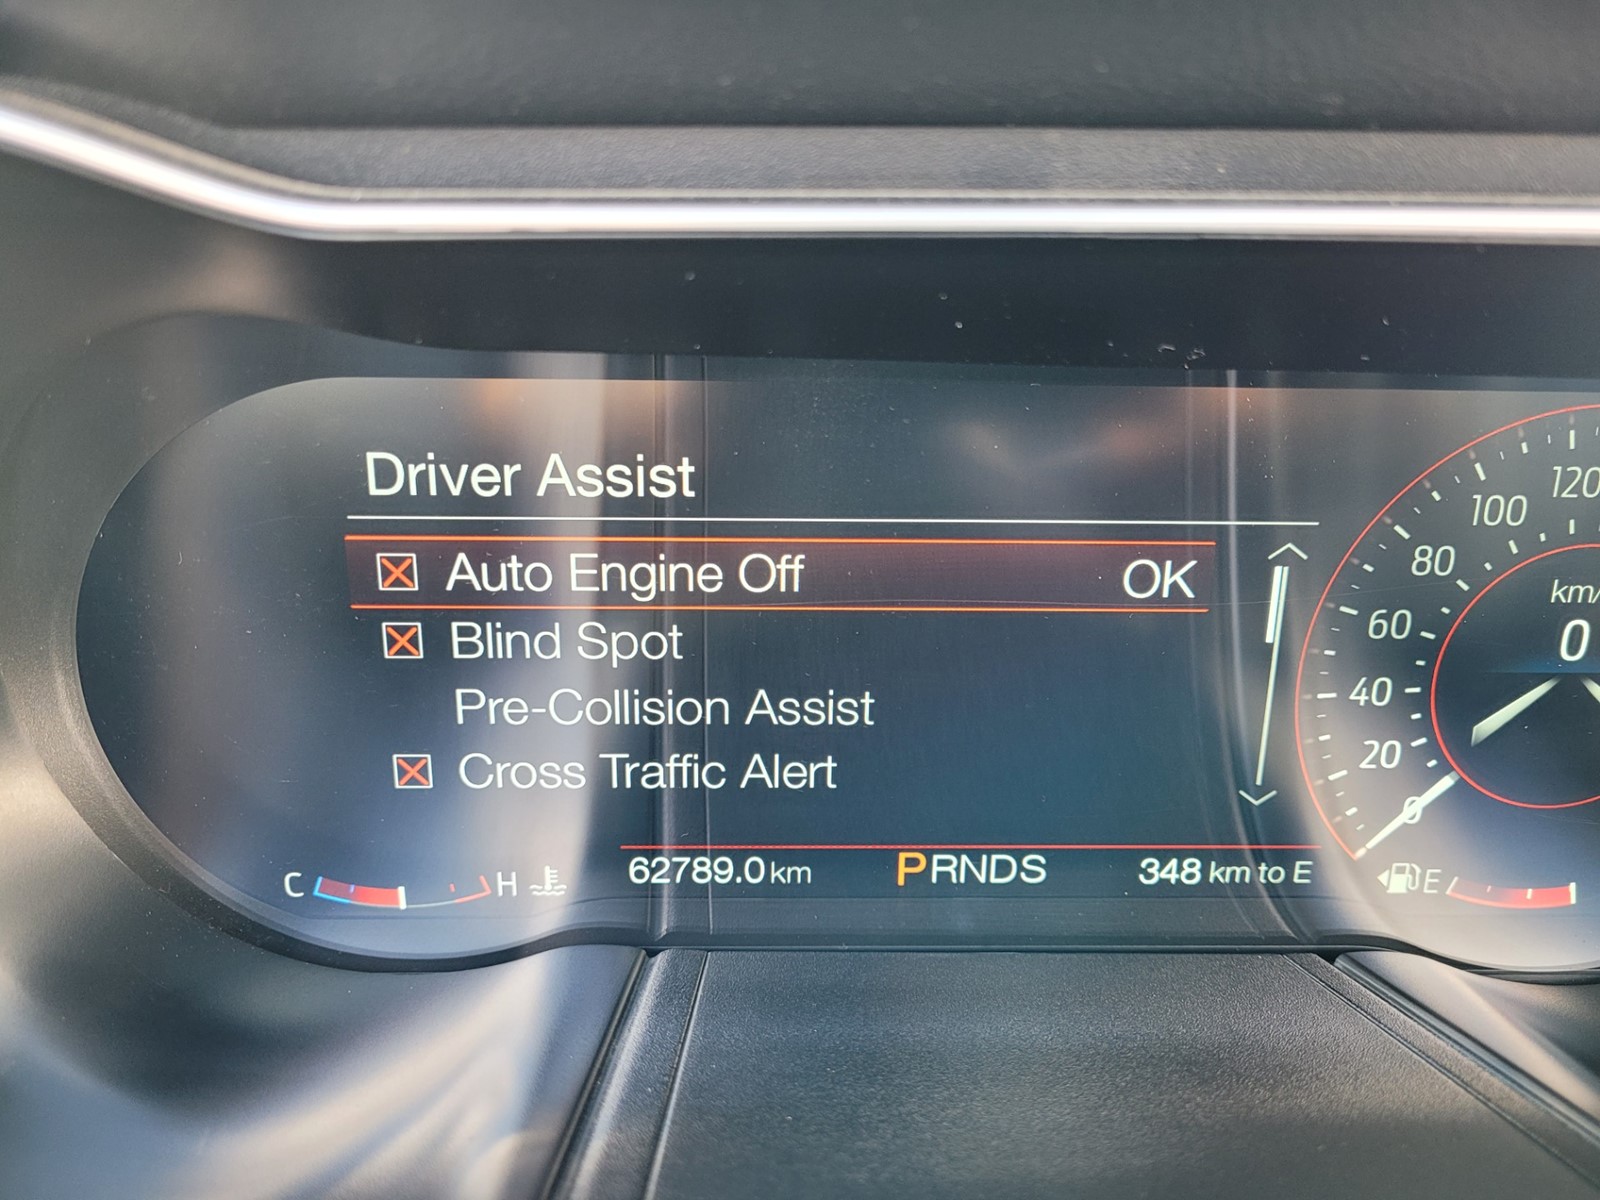 Driver Assist
Auto Engine Off OK
Blind Spot
Pre-Collision Assist
Cross Traffic Alert
62789.0 km PRNDS 348 km to E
C H
E
120
100
80
60
40
20
0
km/
0